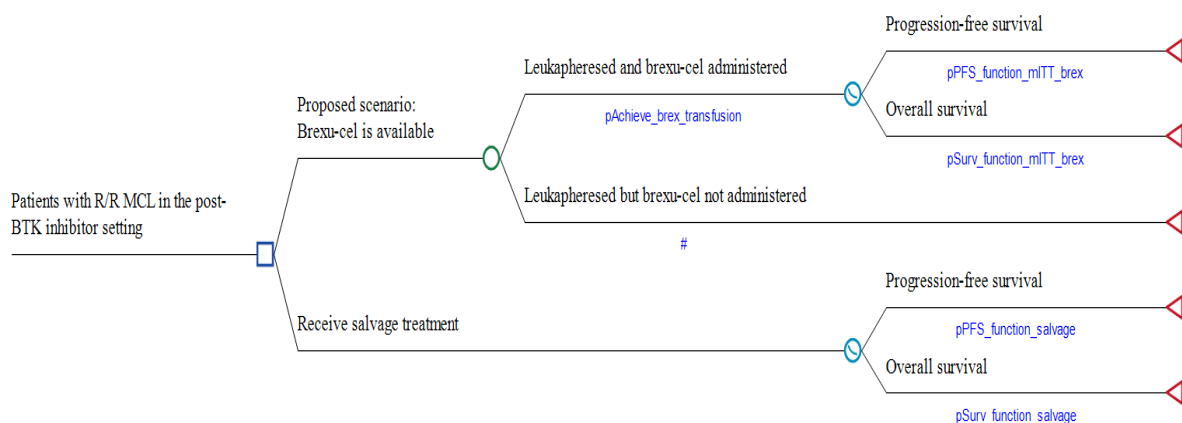 Progression-free survival
pPFS_function_mITT_brex
Leukapheresed and brexu-cel administered
pAchieve_brex_transfusion
Overall survival
pSurv_function_mITT_brex
Proposed scenario:
Brexu-cel is available
Leukapheresed but brexu-cel not administered
#
Patients with R/R MCL in the post-
BTK inhibitor setting
Progression-free survival
pPFS_function_salvage
Receive salvage treatment
Overall survival
pSurv_function_salvage